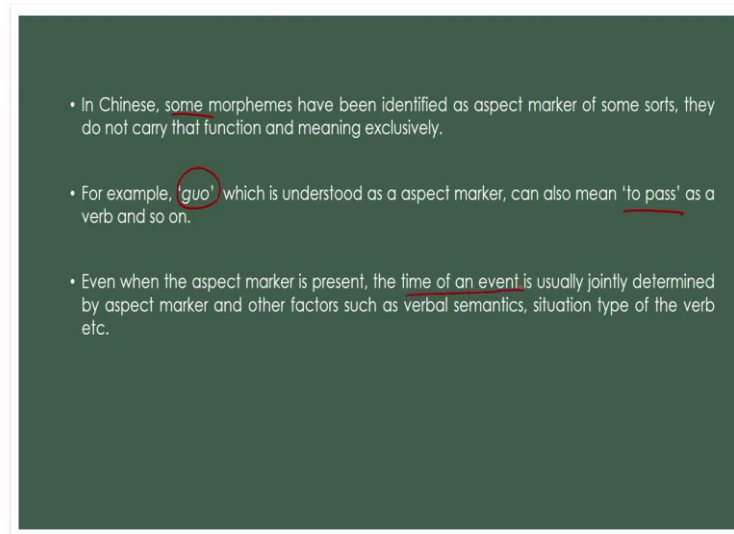 • In Chinese, some morphemes have been identified as aspect marker of some sorts, they
do not carry that function and meaning exclusively.
• For example, 'guo' which is understood as a aspect marker, can also mean 'to pass' as a
verb and so on.
• Even when the aspect marker is present, the time of an event is usually jointly determined
by aspect marker and other factors such as verbal semantics, situation type of the verb
etc.